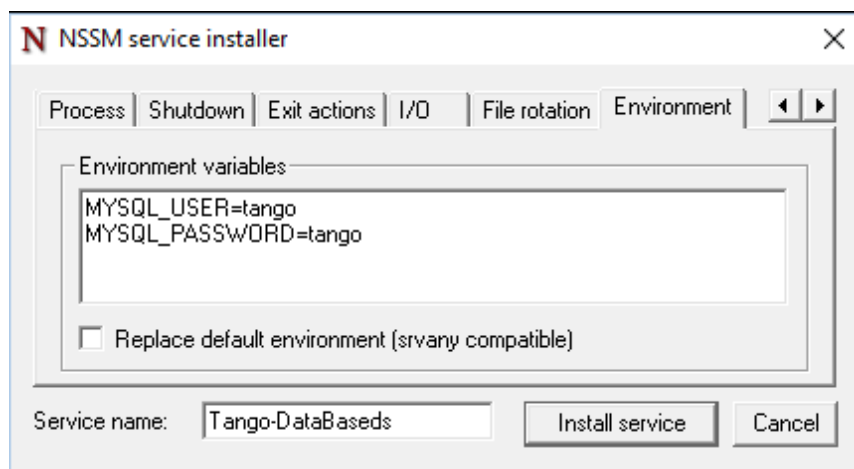 N NSSM service installer
Process Shutdown Exit actions I/O File rotation Environment
Environment variables
MYSQL_USER=tango
MYSQL_PASSWORD=tango
Replace default environment (srvany compatible)
Service name: Tango-DataBaseds Install service Cancel